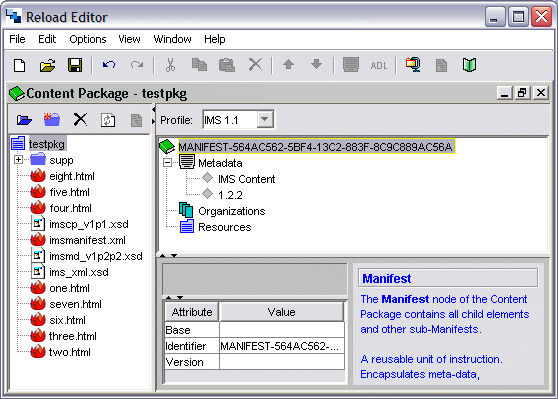 Reload Editor
File Edit Options View Window Help
ADL
Content Package - testpkg
Profile: IMS 1.1
testpkg
supp
eight.html
five.html
four.html
imscp_v1p1.xsd
imsmanifest.xml
imsmd_v1p2p2.xsd
ims_xml.xsd
one.html
seven.html
six.html
three.html
two.html
MANIFEST-564AC562-5BF4-13C2-883F-8C9C889AC56A
Metadata
IMS Content
1.2.2
Organizations
Resources
Attribute Value
Base
Identifier MANIFEST-564AC562-...
Version
Manifest
The Manifest node of the Content
Package contains all child elements
and other sub-Manifests.
A reusable unit of instruction.
Encapsulates meta-data,